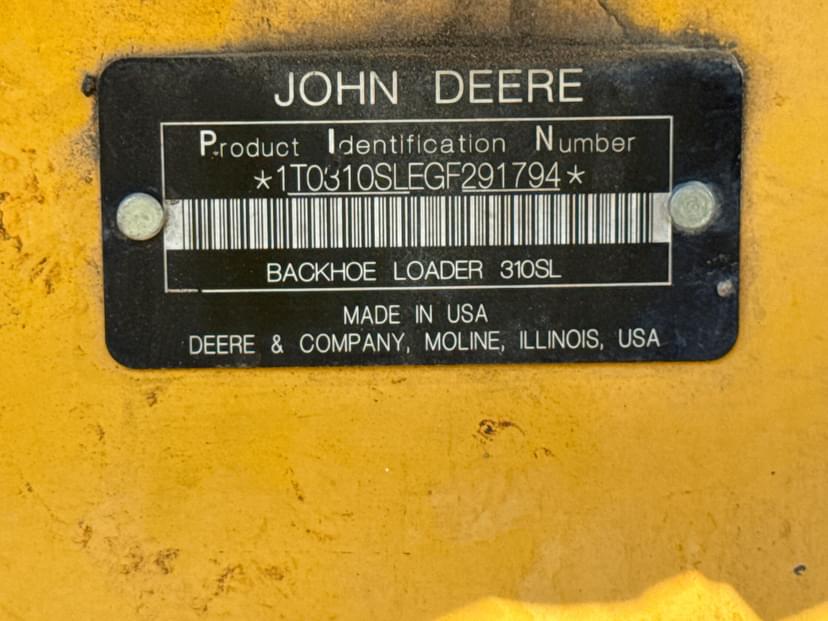 JOHN DEERE
Product Identification Number
*1T0310SLEGF291794*
BACKHOE LOADER 310SL
MADE IN USA
DEERE & COMPANY, MOLINE, ILLINOIS, USA